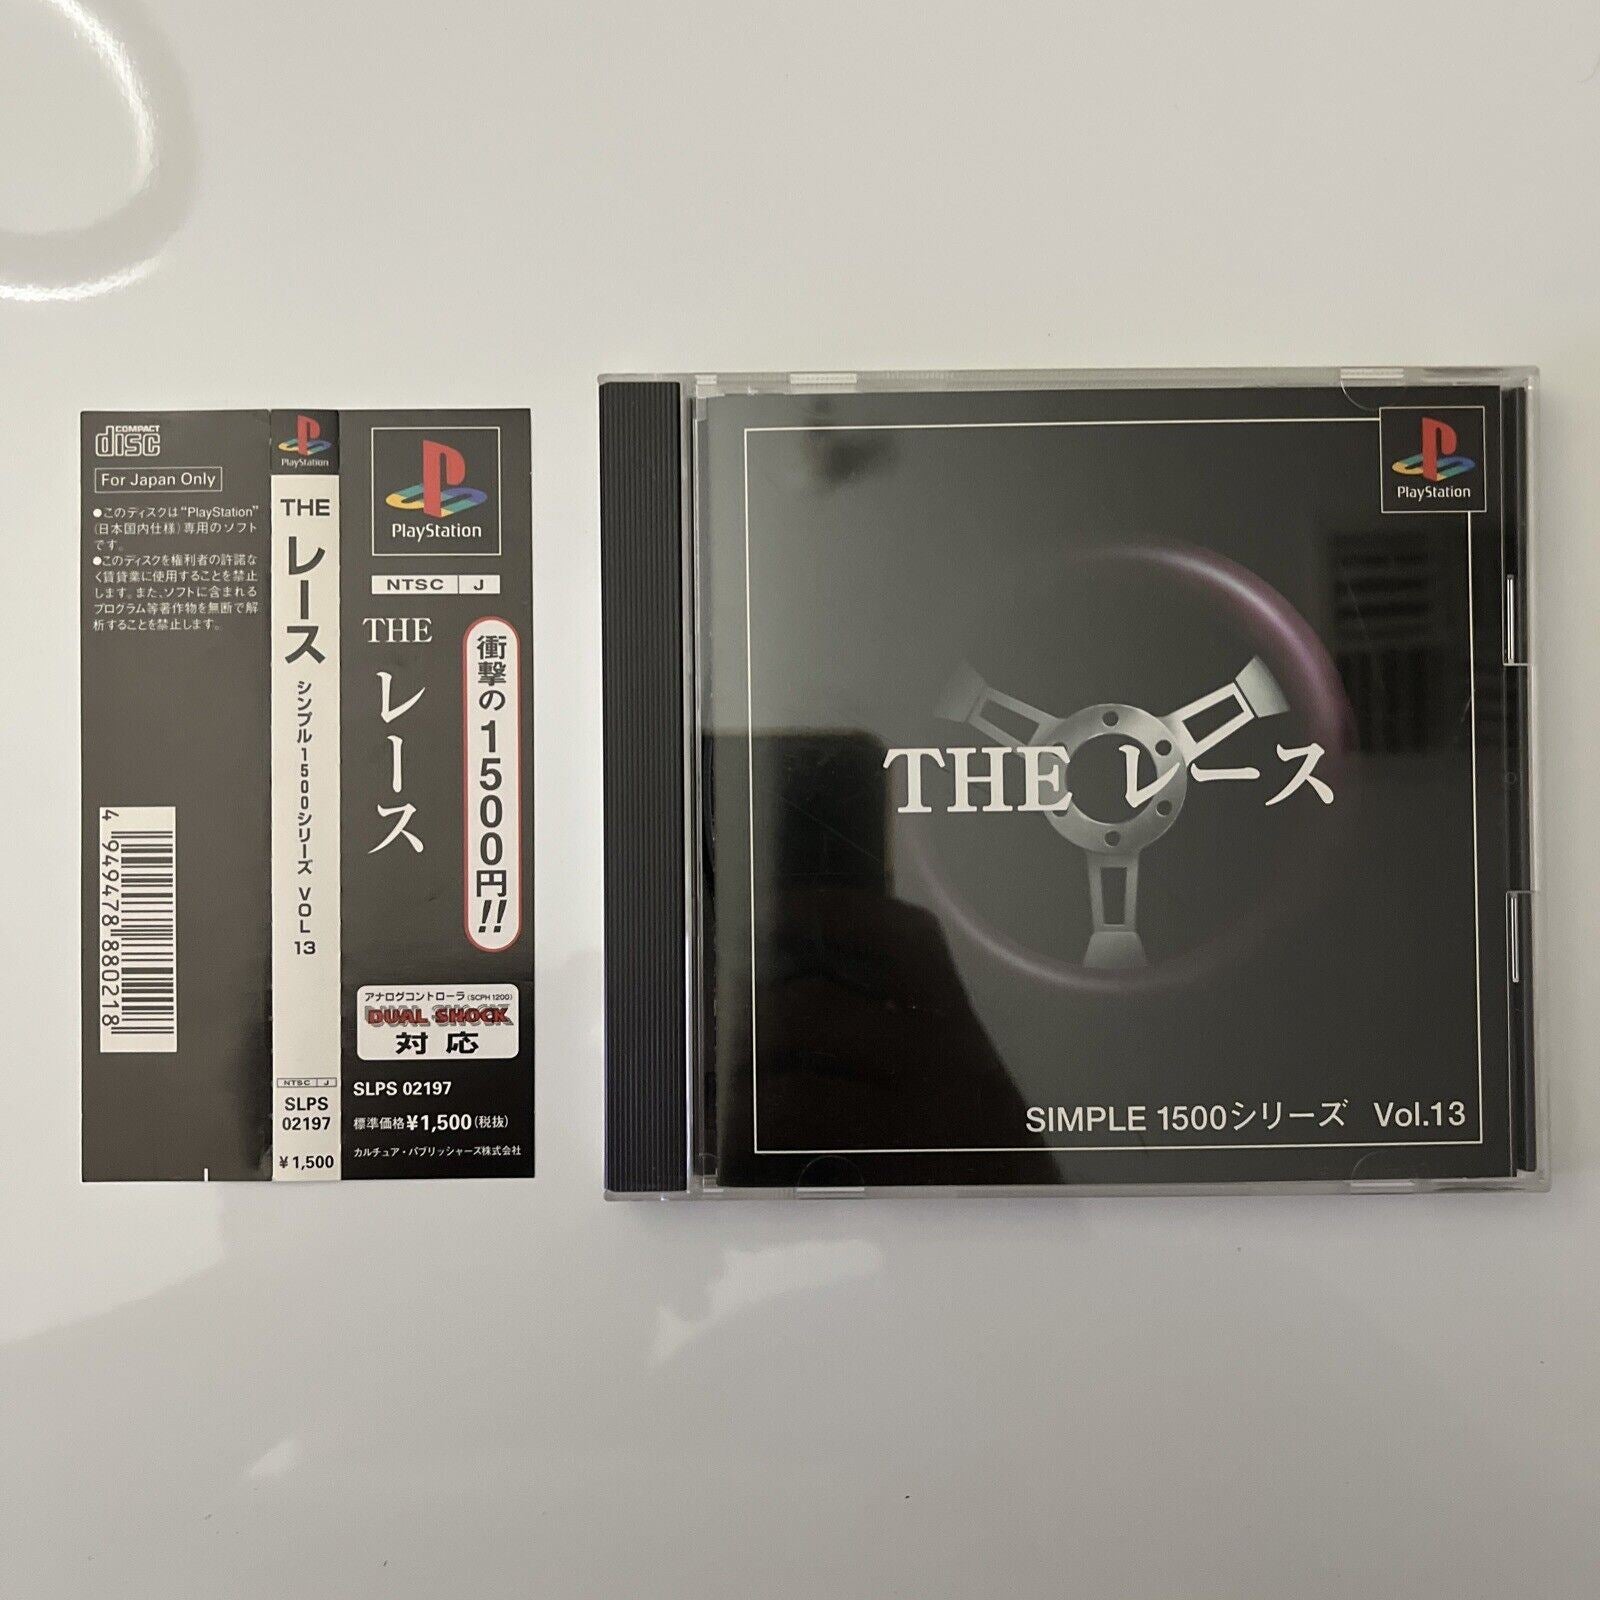 COMPACT
disc
For Japan Only
●このディスクは“PlayStation”
(日本国内仕様)専用のソフト
です。
●このディスクを権利者の許諾な
く賃貸業に使用することを禁止
します。また、ソフトに含まれる
プログラム等著作物を無断で解
析することを禁止します。
4 949478 880218
PlayStation
THE
レース
シンプル1500シリーズ VOL 13
NTSC J
SLPS
02197
¥1,500
PlayStation
NTSC J
THE
レース
衝撃の1500円!!
アナログコントローラ(SCPH 1200)
DUAL SHOCK
対応
SLPS 02197
標準価格¥1,500(税抜)
カルチュア・パブリッシャーズ株式会社
PlayStation
THE レース
SIMPLE 1500シリーズ Vol.13